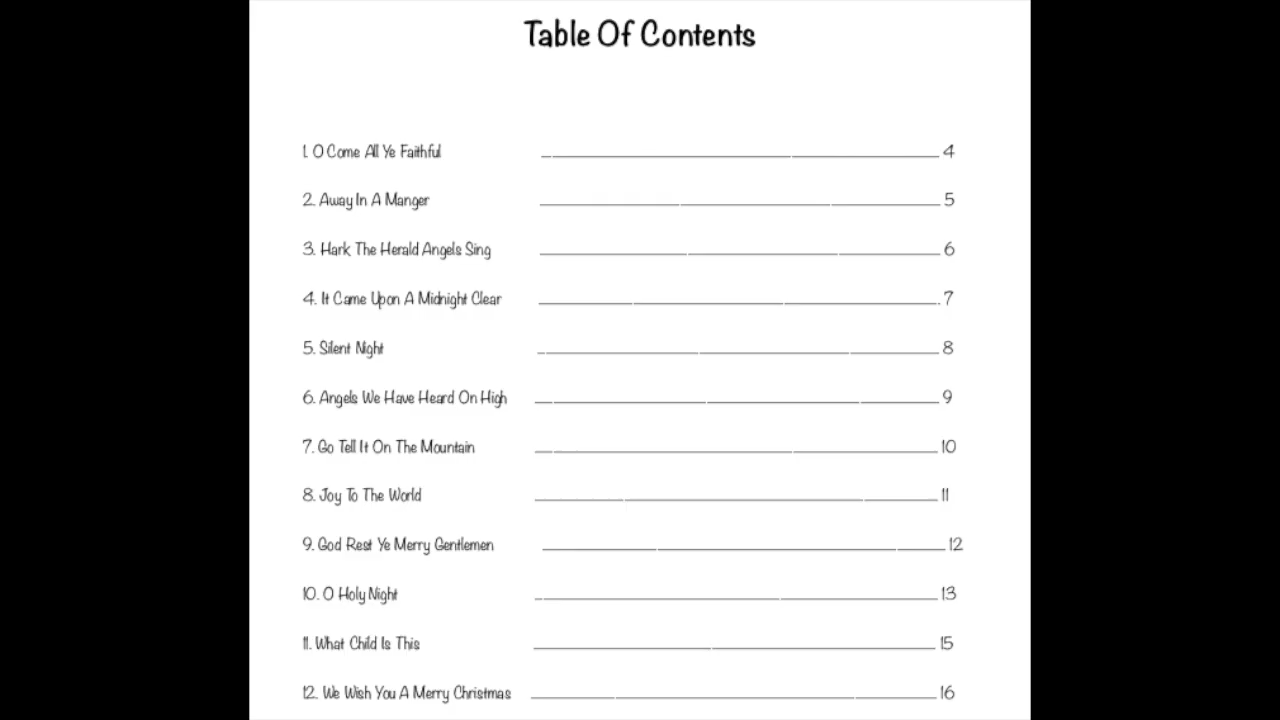 Table Of Contents
1. O Come All Ye Faithful 4
2. Away In A Manger 5
3. Hark The Herald Angels Sing 6
4. It Came Upon A Midnight Clear 7
5. Silent Night 8
6. Angels We Have Heard On High 9
7. Go Tell It On The Mountain 10
8. Joy To The World 11
9. God Rest Ye Merry Gentlemen 12
10. O Holy Night 13
11. What Child Is This 15
12. We Wish You A Merry Christmas 16